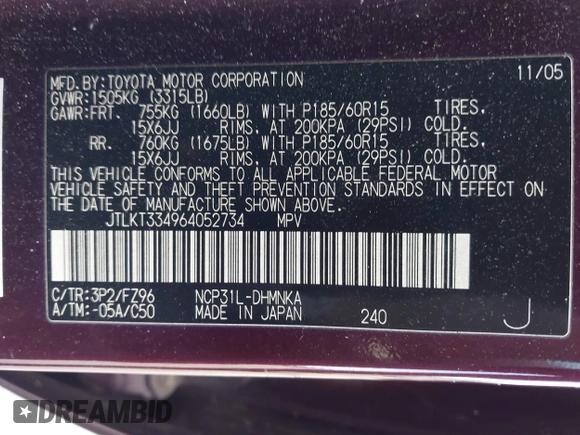 MFD.BY:TOYOTA MOTOR CORPORATION 11/05
GVWR:1505KG (3315LB)
GAWR:FRT. 755KG (1660LB) WITH P185/60R15 TIRES,
15X6JJ RIMS, AT 200KPA (29PSI) COLD.
RR. 760KG (1675LB) WITH P185/60R15 TIRES,
15X6JJ RIMS, AT 200KPA (29PSI) COLD.
THIS VEHICLE CONFORMS TO ALL APPLICABLE FEDERAL MOTOR
VEHICLE SAFETY AND THEFT PREVENTION STANDARDS IN EFFECT ON
THE DATE OF MANUFACTURE SHOWN ABOVE.
JTLKT334964052734 MPV
C/TR:3P2/FZ96 NCP31L-DHMNKA
A/TM:-05A/C50 MADE IN JAPAN 240 J
DREAMBID